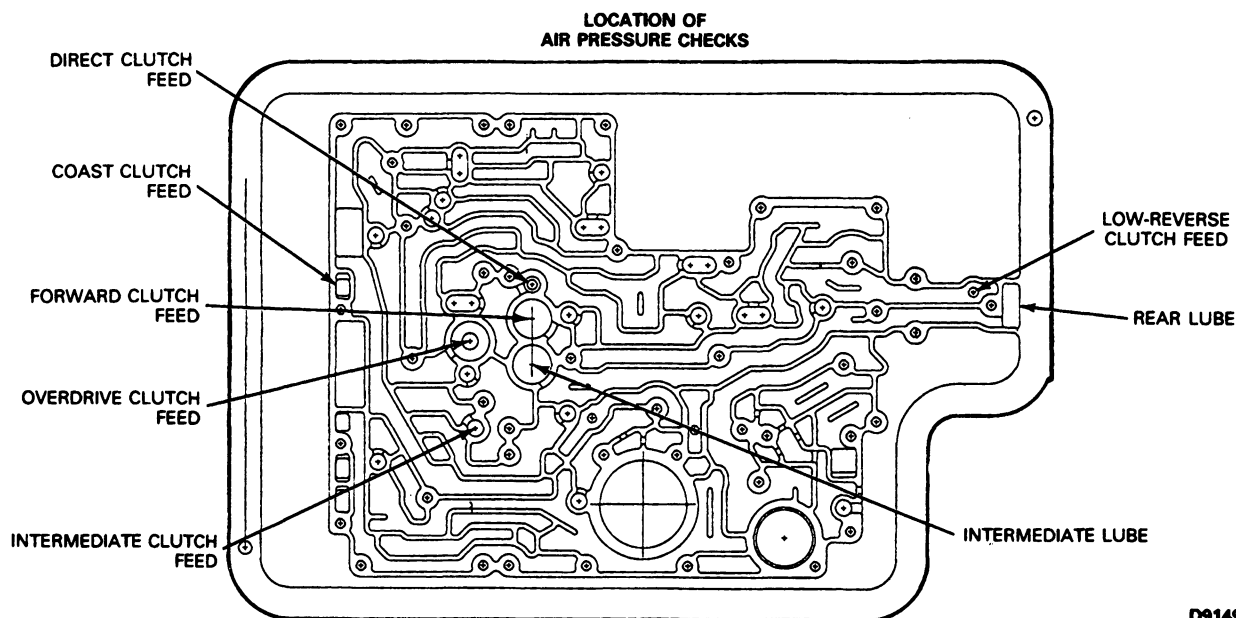 LOCATION OF
AIR PRESSURE CHECKS
DIRECT CLUTCH
FEED
COAST CLUTCH
FEED
FORWARD CLUTCH
FEED
OVERDRIVE CLUTCH
FEED
INTERMEDIATE CLUTCH
FEED
LOW-REVERSE
CLUTCH FEED
REAR LUBE
INTERMEDIATE LUBE
D9149